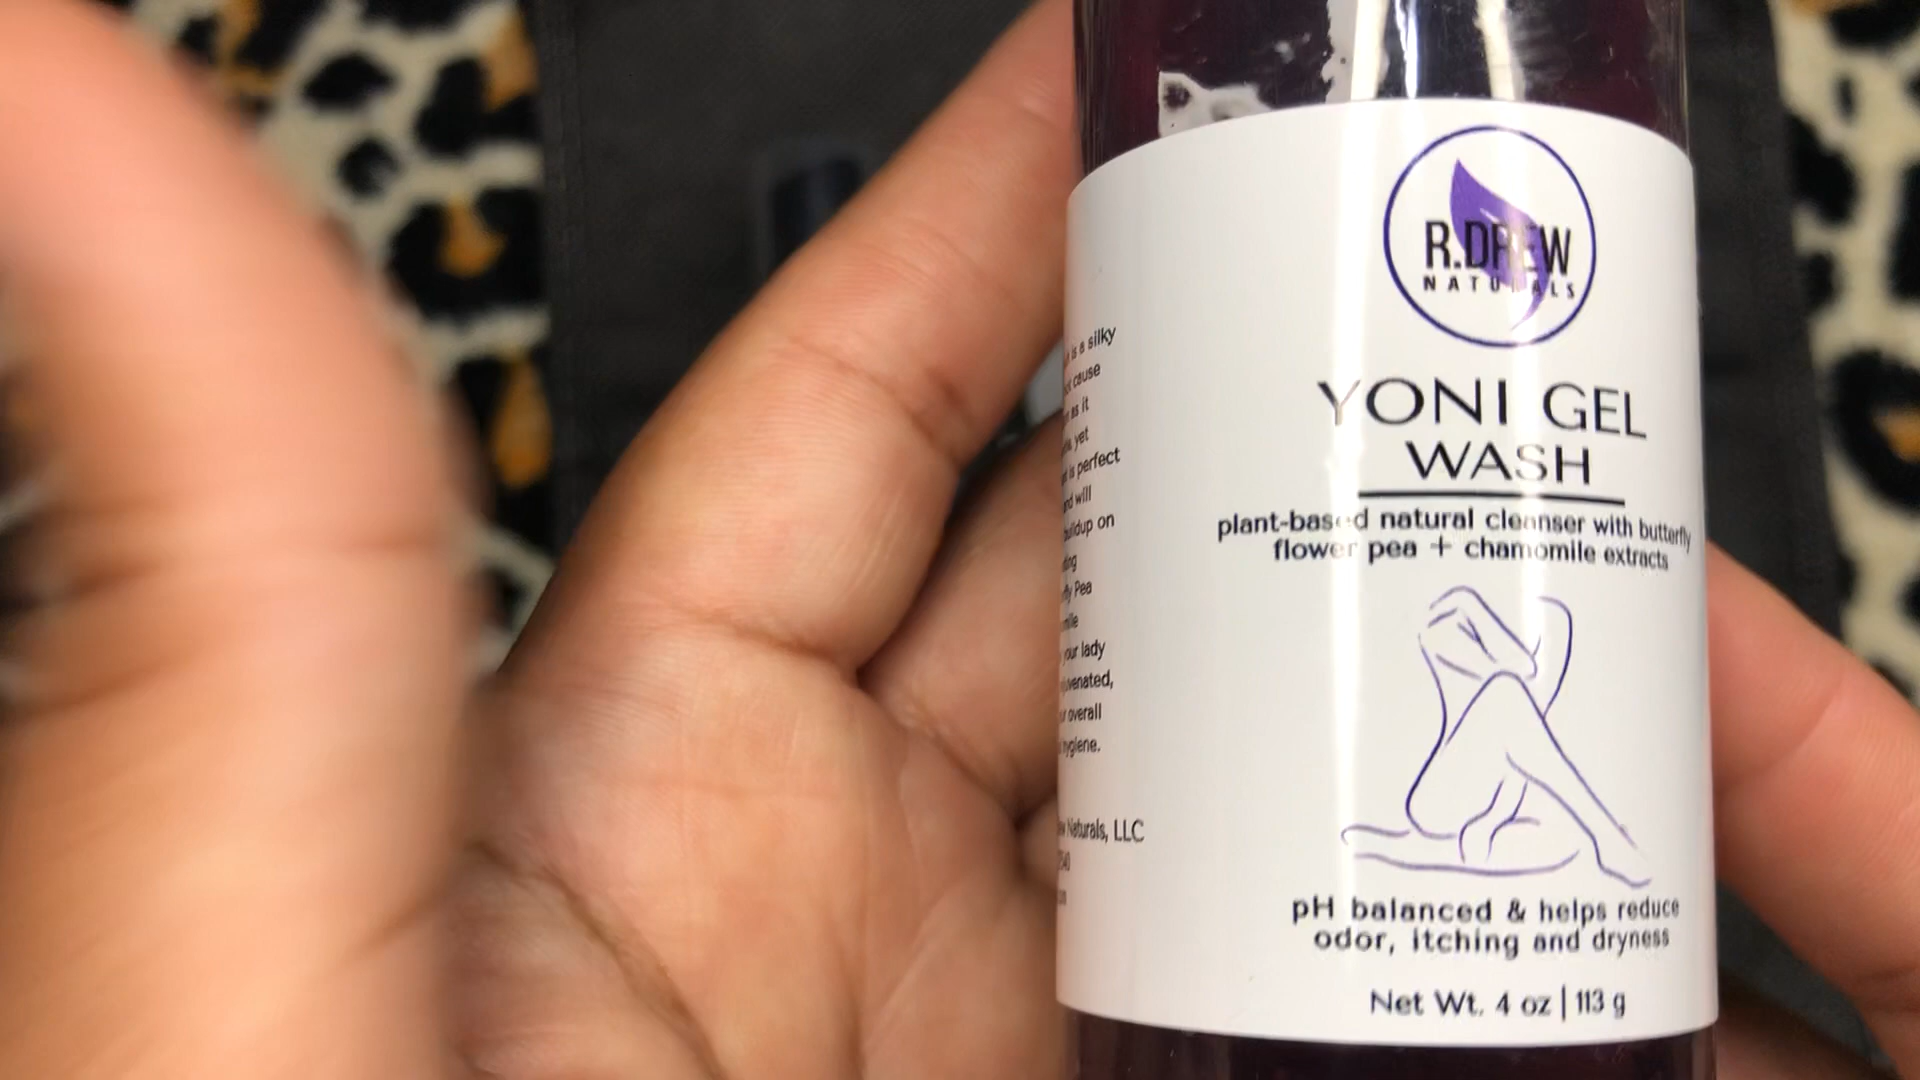 R.DREW
NATURALS
YONI GEL
WASH
plant-based natural cleanser with butterfly
flower pea + chamomile extracts
pH balanced & helps reduce
odor, itching and dryness
Net Wt. 4 oz | 113 g
is a silky
cause
as it
yet
is perfect
and will
buildup on
Pea
your lady
overall
hygiene.
Naturals, LLC